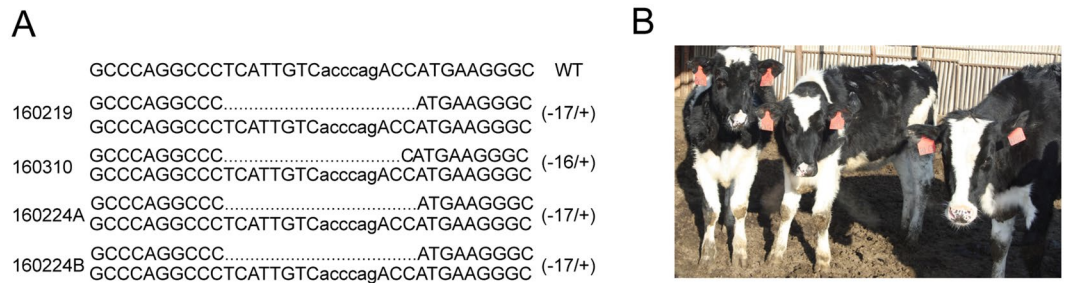 A
B
GCCCAGGCCCTCATTGTCacccagACCATGAAGGGC WT
160219
GCCCAGGCCC......................................ATGAAGGGC
GCCCAGGCCCTCATTGTCacccagACCATGAAGGGC
(-17/+)
160310
GCCCAGGCCC...................................CATGAAGGGC
GCCCAGGCCCTCATTGTCacccagACCATGAAGGGC
(-16/+)
160224A
GCCCAGGCCC......................................ATGAAGGGC
GCCCAGGCCCTCATTGTCacccagACCATGAAGGGC
(-17/+)
160224B
GCCCAGGCCC......................................ATGAAGGGC
GCCCAGGCCCTCATTGTCacccagACCATGAAGGGC
(-17/+)